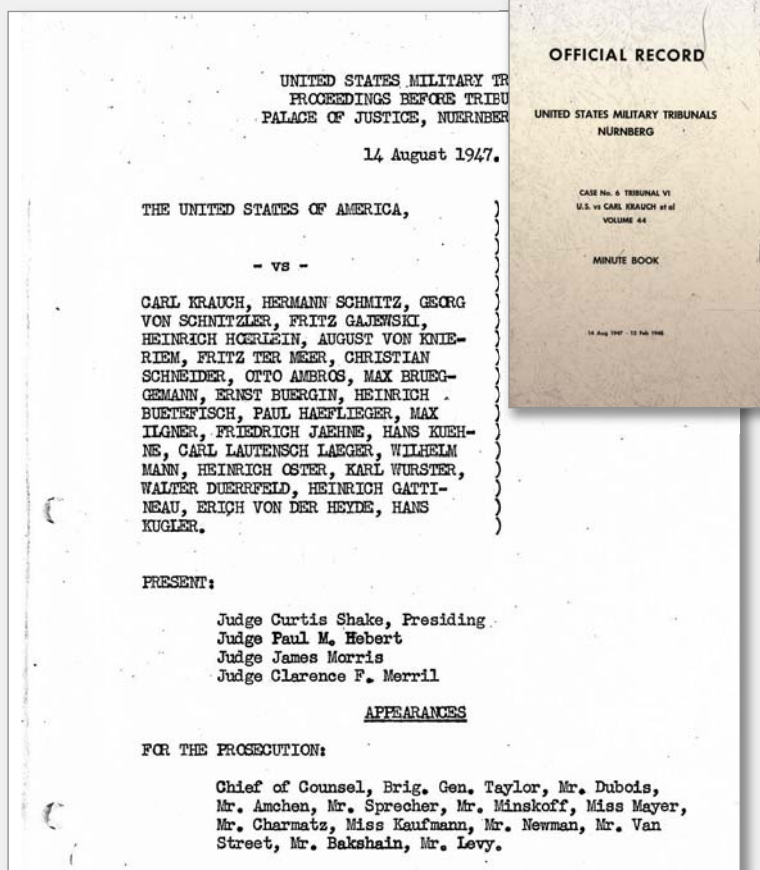 UNITED STATES MILITARY TR
PROCEEDINGS BEFORE TRIBU
PALACE OF JUSTICE, NUERNBER
14 August 1947.
THE UNITED STATES OF AMERICA,
- vs -
CARL KRAUCH, HERMANN SCHMITZ, GEORG
VON SCHNITZLER, FRITZ GAJEWSKI,
HEINRICH HOERLEIN, AUGUST VON KNIE-
RIEM, FRITZ TER MEER, CHRISTIAN
SCHNEIDER, OTTO AMBROS, MAX BRUEG-
GEMANN, ERNST BUERGIN, HEINRICH
BUETEFISCH, PAUL HAEFLIEGER, MAX
ILGNER, FRIEDRICH JAEHNE, HANS KUEH-
NE, CARL LAUTENSCH LAEGER, WILHELM
MANN, HEINRICH OSTER, KARL WURSTER,
WALTER DUERRFELD, HEINRICH GATTI-
NEAU, ERICH VON DER HEYDE, HANS
KUGLER.
PRESENT:
Judge Curtis Shake, Presiding
Judge Paul M. Hebert
Judge James Morris
Judge Clarence F. Merril
APPEARANCES
FOR THE PROSECUTION:
Chief of Counsel, Brig. Gen. Taylor, Mr. Dubois,
Mr. Amchen, Mr. Sprecher, Mr. Minskoff, Miss Mayer,
Mr. Charmatz, Miss Kaufmann, Mr. Newman, Mr. Van
Street, Mr. Bakshain, Mr. Levy.
OFFICIAL RECORD
UNITED STATES MILITARY TRIBUNALS
NÜRNBERG
CASE No. 6 TRIBUNAL VI
U.S. vs CARL KRAUCH et al
VOLUME 44
MINUTE BOOK
14 Aug 1947 - 13 Feb 1948